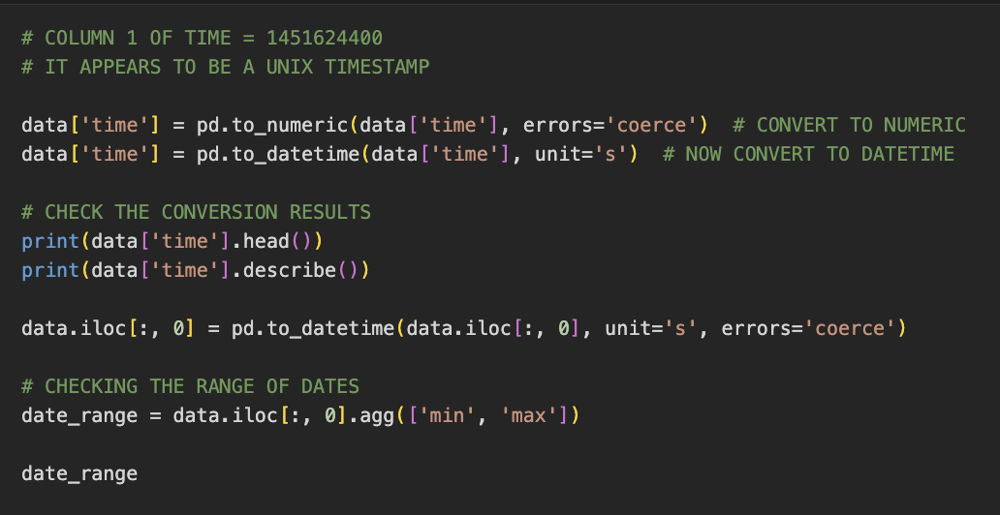 # COLUMN 1 OF TIME = 1451624400
# IT APPEARS TO BE A UNIX TIMESTAMP
data['time'] = pd.to_numeric(data['time'], errors='coerce')  # CONVERT TO NUMERIC
data['time'] = pd.to_datetime(data['time'], unit='s')  # NOW CONVERT TO DATETIME
# CHECK THE CONVERSION RESULTS
print(data['time'].head())
print(data['time'].describe())
data.iloc[:, 0] = pd.to_datetime(data.iloc[:, 0], unit='s', errors='coerce')
# CHECKING THE RANGE OF DATES
date_range = data.iloc[:, 0].agg(['min', 'max'])
date_range